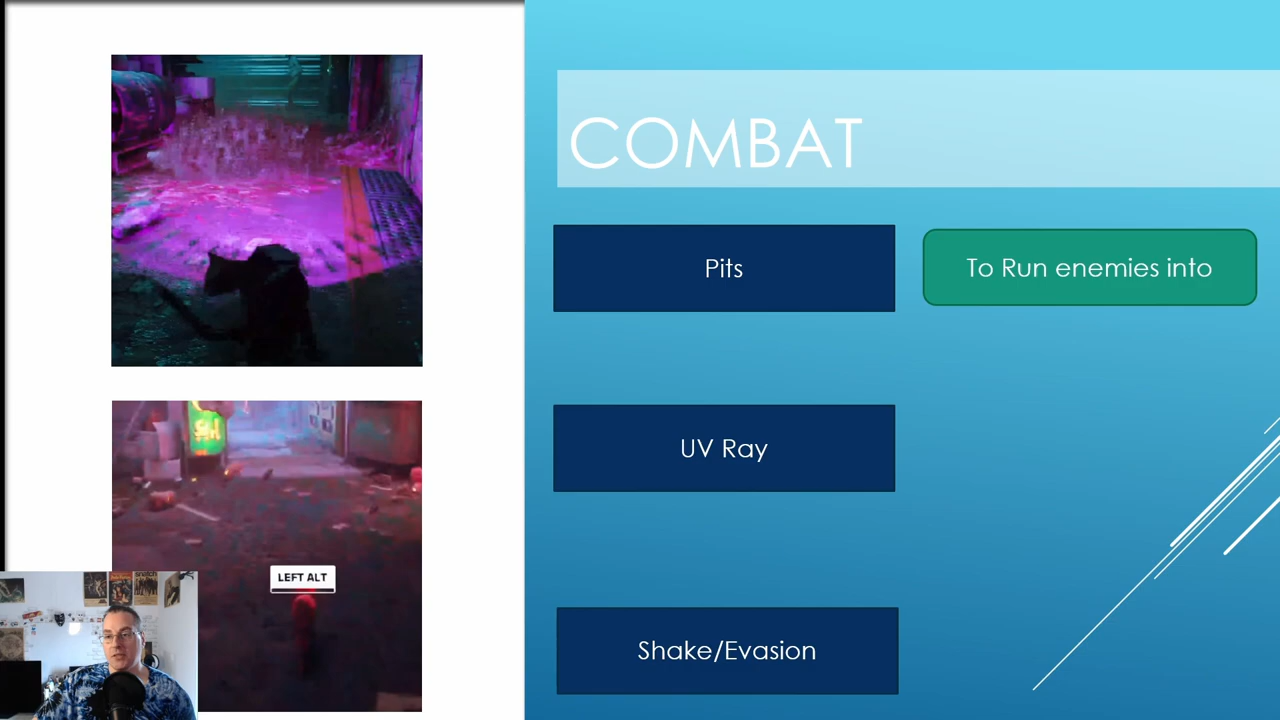 COMBAT
Pits
To Run enemies into
UV Ray
LEFT ALT
Shake/Evasion